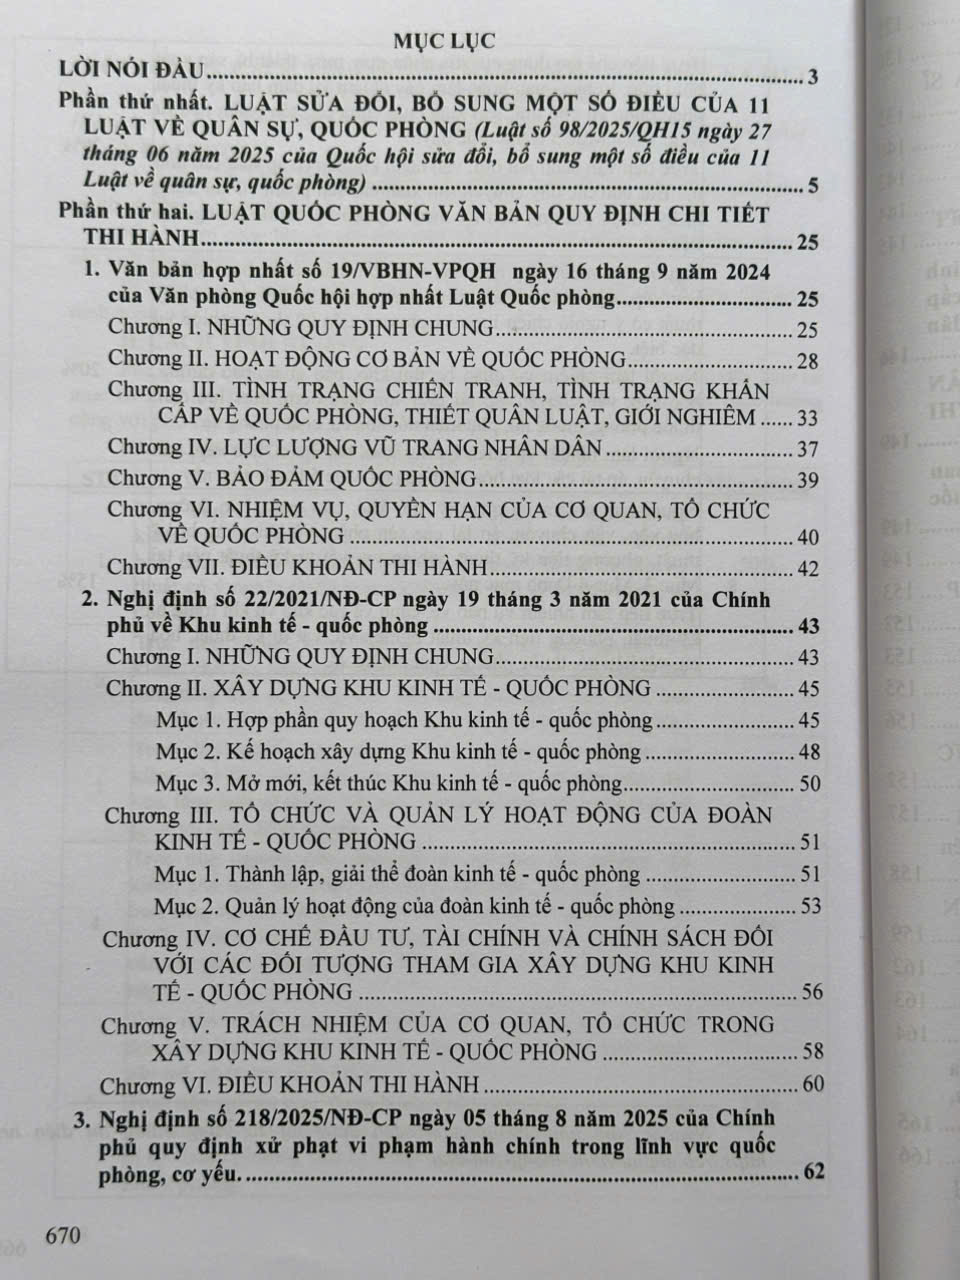 MỤC LỤC
LỜI NÓI ĐẦU.......................................................................................... 3
Phần thứ nhất. LUẬT SỬA ĐỔI, BỔ SUNG MỘT SỐ ĐIỀU CỦA 11
LUẬT VỀ QUÂN SỰ, QUỐC PHÒNG (Luật số 98/2025/QH15 ngày 27
tháng 06 năm 2025 của Quốc hội sửa đổi, bổ sung một số điều của 11
Luật về quân sự, quốc phòng) .................................................................. 5
Phần thứ hai. LUẬT QUỐC PHÒNG VĂN BẢN QUY ĐỊNH CHI TIẾT
THI HÀNH.......................................................................................... 25
1. Văn bản hợp nhất số 19/VBHN-VPQH ngày 16 tháng 9 năm 2024
của Văn phòng Quốc hội hợp nhất Luật Quốc phòng........................... 25
Chương I. NHỮNG QUY ĐỊNH CHUNG............................................. 25
Chương II. HOẠT ĐỘNG CƠ BẢN VỀ QUỐC PHÒNG......................... 28
Chương III. TÌNH TRẠNG CHIẾN TRANH, TÌNH TRẠNG KHẨN
CẤP VỀ QUỐC PHÒNG, THIẾT QUÂN LUẬT, GIỚI NGHIÊM ...... 33
Chương IV. LỰC LƯỢNG VŨ TRANG NHÂN DÂN ............................. 37
Chương V. BẢO ĐẢM QUỐC PHÒNG................................................ 39
Chương VI. NHIỆM VỤ, QUYỀN HẠN CỦA CƠ QUAN, TỔ CHỨC
VỀ QUỐC PHÒNG .................................................................... 40
Chương VII. ĐIỀU KHOẢN THI HÀNH............................................... 42
2. Nghị định số 22/2021/NĐ-CP ngày 19 tháng 3 năm 2021 của Chính
phủ về Khu kinh tế - quốc phòng ...................................................... 43
Chương I. NHỮNG QUY ĐỊNH CHUNG............................................. 43
Chương II. XÂY DỰNG KHU KINH TẾ - QUỐC PHÒNG ...................... 45
Mục 1. Hợp phần quy hoạch Khu kinh tế - quốc phòng ...................... 45
Mục 2. Kế hoạch xây dựng Khu kinh tế - quốc phòng ........................ 48
Mục 3. Mở mới, kết thúc Khu kinh tế - quốc phòng........................... 50
Chương III. TỔ CHỨC VÀ QUẢN LÝ HOẠT ĐỘNG CỦA ĐOÀN
KINH TẾ - QUỐC PHÒNG .......................................................... 51
Mục 1. Thành lập, giải thể đoàn kinh tế - quốc phòng ........................ 51
Mục 2. Quản lý hoạt động của đoàn kinh tế - quốc phòng ................... 53
Chương IV. CƠ CHẾ ĐẦU TƯ, TÀI CHÍNH VÀ CHÍNH SÁCH ĐỐI
VỚI CÁC ĐỐI TƯỢNG THAM GIA XÂY DỰNG KHU KINH
TẾ - QUỐC PHÒNG .................................................................... 56
Chương V. TRÁCH NHIỆM CỦA CƠ QUAN, TỔ CHỨC TRONG
XÂY DỰNG KHU KINH TẾ - QUỐC PHÒNG .............................. 58
Chương VI. ĐIỀU KHOẢN THI HÀNH ................................................ 60
3. Nghị định số 218/2025/NĐ-CP ngày 05 tháng 8 năm 2025 của Chính
phủ quy định xử phạt vi phạm hành chính trong lĩnh vực quốc
phòng, cơ yếu................................................................................. 62
670